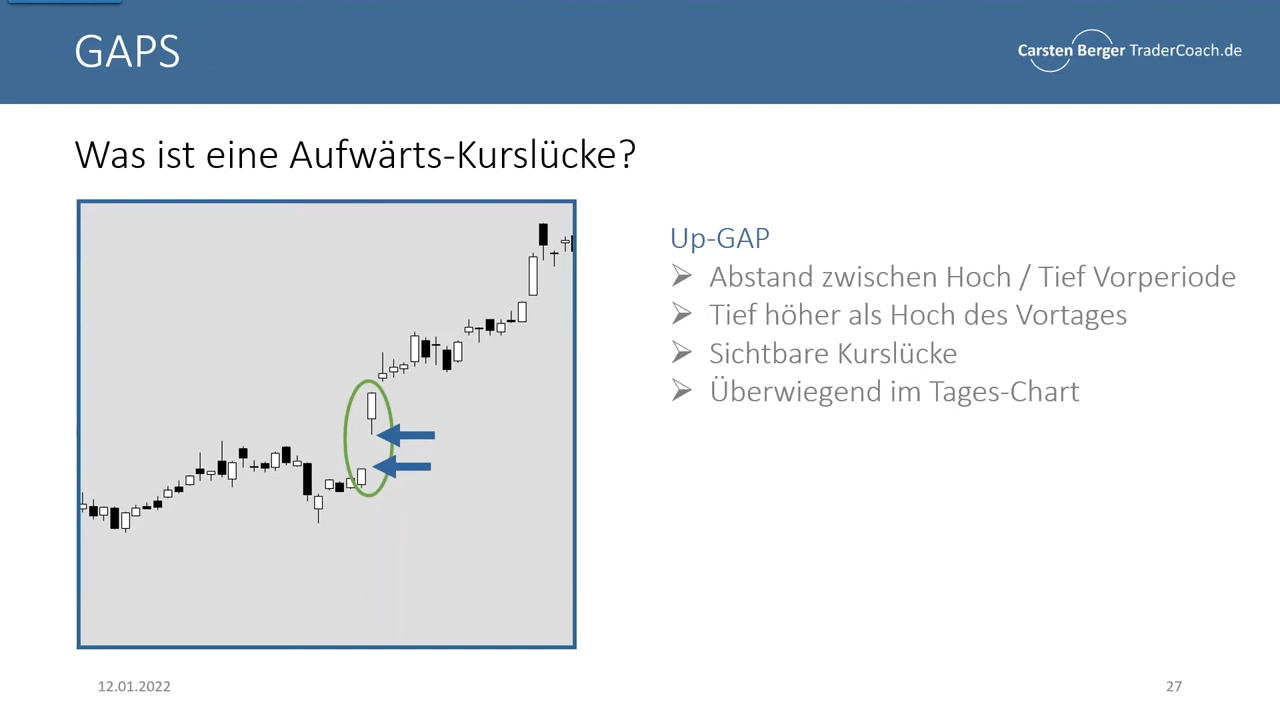 GAPS
Carsten Berger TraderCoach.de
Was ist eine Aufwärts-Kurslücke?
Up-GAP
➢ Abstand zwischen Hoch / Tief Vorperiode
➢ Tief höher als Hoch des Vortages
➢ Sichtbare Kurslücke
➢ Überwiegend im Tages-Chart
12.01.2022
27